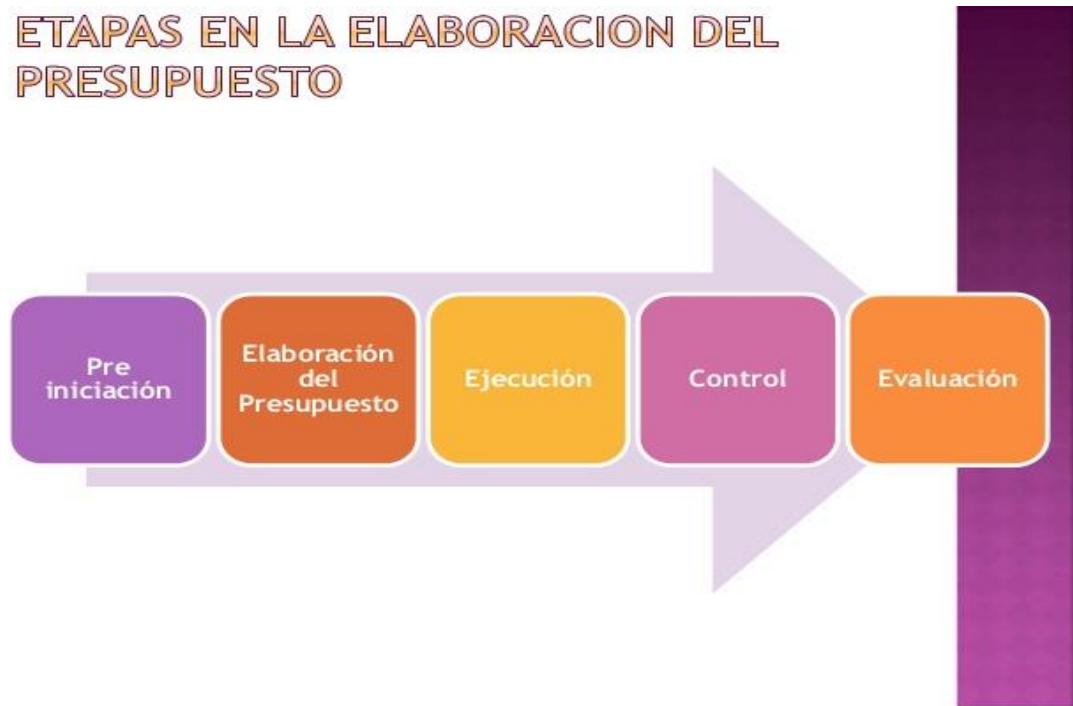 ETAPAS EN LA ELABORACION DEL
PRESUPUESTO
Pre
iniciación
Elaboración
del
Presupuesto
Ejecución
Control
Evaluación